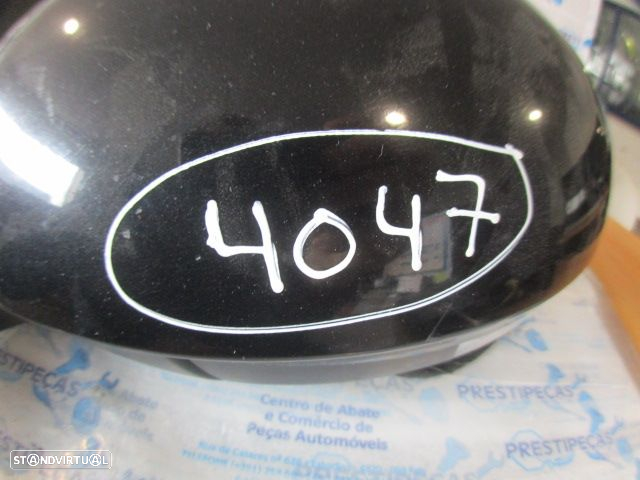 4047
PRESTIPEÇAS
Centro de Abate
e Comércio de
Peças Automóveis
PRESTIPEÇAS
PRESTIPEÇAS
STANDVIRTUAL